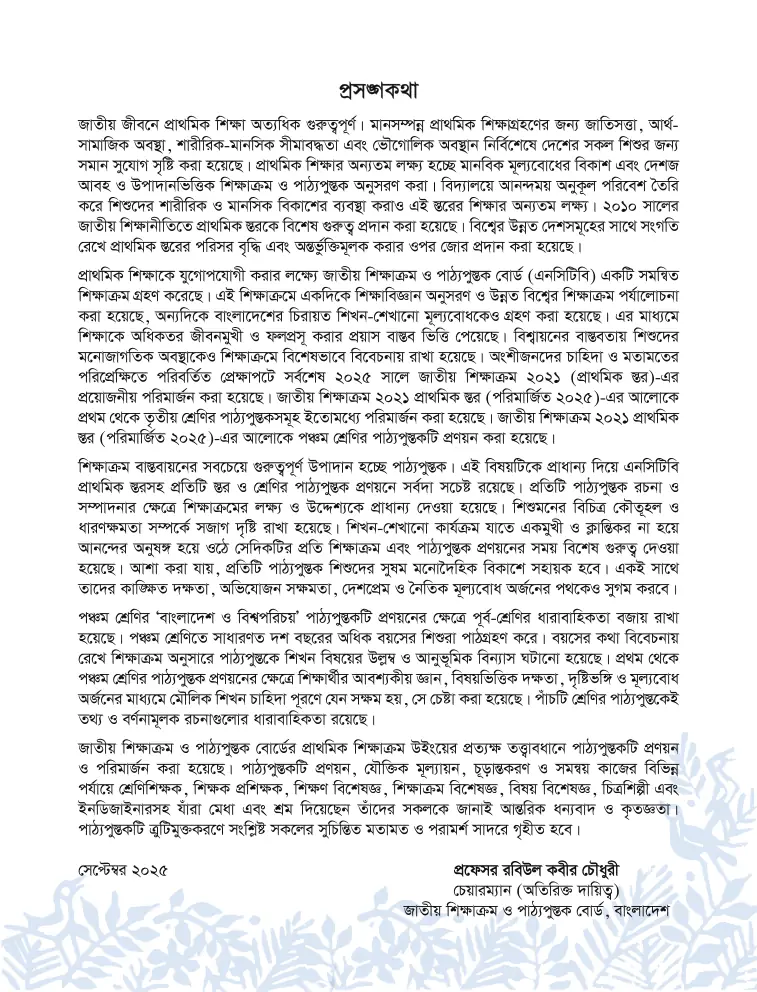 প্রসঙ্গকথা
জাতীয় জীবনে প্রাথমিক শিক্ষা অত্যধিক গুরুত্বপূর্ণ। মানসম্পন্ন প্রাথমিক শিক্ষাগ্রহণের জন্য জাতিসত্তা, আর্থ-
সামাজিক অবস্থা, শারীরিক-মানসিক সীমাবদ্ধতা এবং ভৌগোলিক অবস্থান নির্বিশেষে দেশের সকল শিশুর জন্য
সমান সুযোগ সৃষ্টি করা হয়েছে। প্রাথমিক শিক্ষার অন্যতম লক্ষ্য হচ্ছে মানবিক মূল্যবোধের বিকাশ এবং দেশজ
আবহ ও উপাদানভিত্তিক শিক্ষাক্রম ও পাঠ্যপুস্তক অনুসরণ করা। বিদ্যালয়ে আনন্দময় অনুকূল পরিবেশ তৈরি
করে শিশুদের শারীরিক ও মানসিক বিকাশের ব্যবস্থা করাও এই স্তরের শিক্ষার অন্যতম লক্ষ্য। ২০১০ সালের
জাতীয় শিক্ষানীতিতে প্রাথমিক স্তরকে বিশেষ গুরুত্ব প্রদান করা হয়েছে। বিশ্বের উন্নত দেশসমূহের সাথে সংগতি
রেখে প্রাথমিক স্তরের পরিসর বৃদ্ধি এবং অন্তর্ভুক্তিমূলক করার ওপর জোর প্রদান করা হয়েছে।
প্রাথমিক শিক্ষাকে যুগোপযোগী করার লক্ষ্যে জাতীয় শিক্ষাক্রম ও পাঠ্যপুস্তক বোর্ড (এনসিটিবি) একটি সমন্বিত
শিক্ষাক্রম গ্রহণ করেছে। এই শিক্ষাক্রমে একদিকে শিক্ষাবিজ্ঞান অনুসরণ ও উন্নত বিশ্বের শিক্ষাক্রম পর্যালোচনা
করা হয়েছে, অন্যদিকে বাংলাদেশের চিরায়ত শিখন-শেখানো মূল্যবোধকেও গ্রহণ করা হয়েছে। এর মাধ্যমে
শিক্ষাকে অধিকতর জীবনমুখী ও ফলপ্রসূ করার প্রয়াস বাস্তব ভিত্তি পেয়েছে। বিশ্বায়নের বাস্তবতায় শিশুদের
মনোজাগতিক অবস্থাকেও শিক্ষাক্রমে বিশেষভাবে বিবেচনায় রাখা হয়েছে। অংশীজনদের চাহিদা ও মতামতের
পরিপ্রেক্ষিতে পরিবর্তিত প্রেক্ষাপটে সর্বশেষ ২০২৫ সালে জাতীয় শিক্ষাক্রম ২০২১ (প্রাথমিক স্তর)-এর
প্রয়োজনীয় পরিমার্জন করা হয়েছে। জাতীয় শিক্ষাক্রম ২০২১ প্রাথমিক স্তর (পরিমার্জিত ২০২৫)-এর আলোকে
প্রথম থেকে তৃতীয় শ্রেণির পাঠ্যপুস্তকসমূহ ইতোমধ্যে পরিমার্জন করা হয়েছে। জাতীয় শিক্ষাক্রম ২০২১ প্রাথমিক
স্তর (পরিমার্জিত ২০২৫)-এর আলোকে পঞ্চম শ্রেণির পাঠ্যপুস্তকটি প্রণয়ন করা হয়েছে।
শিক্ষাক্রম বাস্তবায়নের সবচেয়ে গুরুত্বপূর্ণ উপাদান হচ্ছে পাঠ্যপুস্তক। এই বিষয়টিকে প্রাধান্য দিয়ে এনসিটিবি
প্রাথমিক স্তরসহ প্রতিটি স্তর ও শ্রেণির পাঠ্যপুস্তক প্রণয়নে সর্বদা সচেষ্ট রয়েছে। প্রতিটি পাঠ্যপুস্তক রচনা ও
সম্পাদনার ক্ষেত্রে শিক্ষাক্রমের লক্ষ্য ও উদ্দেশ্যকে প্রাধান্য দেওয়া হয়েছে। শিশুমনের বিচিত্র কৌতূহল ও
ধারণক্ষমতা সম্পর্কে সজাগ দৃষ্টি রাখা হয়েছে। শিখন-শেখানো কার্যক্রম যাতে একমুখী ও ক্লান্তিকর না হয়ে
আনন্দের অনুষঙ্গ হয়ে ওঠে সেদিকটির প্রতি শিক্ষাক্রম এবং পাঠ্যপুস্তক প্রণয়নের সময় বিশেষ গুরুত্ব দেওয়া
হয়েছে। আশা করা যায়, প্রতিটি পাঠ্যপুস্তক শিশুদের সুষম মনোদৈহিক বিকাশে সহায়ক হবে। একই সাথে
তাদের কাঙ্ক্ষিত দক্ষতা, অভিযোজন সক্ষমতা, দেশপ্রেম ও নৈতিক মূল্যবোধ অর্জনের পথকেও সুগম করবে।
পঞ্চম শ্রেণির ‘বাংলাদেশ ও বিশ্বপরিচয়’ পাঠ্যপুস্তকটি প্রণয়নের ক্ষেত্রে পূর্ব-শ্রেণির ধারাবাহিকতা বজায় রাখা
হয়েছে। পঞ্চম শ্রেণিতে সাধারণত দশ বছরের অধিক বয়সের শিশুরা পাঠগ্রহণ করে। বয়সের কথা বিবেচনায়
রেখে শিক্ষাক্রম অনুসারে পাঠ্যপুস্তকে শিখন বিষয়ের উল্লম্ব ও আনুভূমিক বিন্যাস ঘটানো হয়েছে। প্রথম থেকে
পঞ্চম শ্রেণির পাঠ্যপুস্তক প্রণয়নের ক্ষেত্রে শিক্ষার্থীর আবশ্যকীয় জ্ঞান, বিষয়ভিত্তিক দক্ষতা, দৃষ্টিভঙ্গি ও মূল্যবোধ
অর্জনের মাধ্যমে মৌলিক শিখন চাহিদা পূরণে যেন সক্ষম হয়, সে চেষ্টা করা হয়েছে। পাঁচটি শ্রেণির পাঠ্যপুস্তকেই
তথ্য ও বর্ণনামূলক রচনাগুলোর ধারাবাহিকতা রয়েছে।
জাতীয় শিক্ষাক্রম ও পাঠ্যপুস্তক বোর্ডের প্রাথমিক শিক্ষাক্রম উইংয়ের প্রত্যক্ষ তত্ত্বাবধানে পাঠ্যপুস্তকটি প্রণয়ন
ও পরিমার্জন করা হয়েছে। পাঠ্যপুস্তকটি প্রণয়ন, যৌক্তিক মূল্যায়ন, চূড়ান্তকরণ ও সমন্বয় কাজের বিভিন্ন
পর্যায়ে শ্রেণিশিক্ষক, শিক্ষক প্রশিক্ষক, শিক্ষণ বিশেষজ্ঞ, শিক্ষাক্রম বিশেষজ্ঞ, বিষয় বিশেষজ্ঞ, চিত্রশিল্পী এবং
ইনডিজাইনারসহ যাঁরা মেধা এবং শ্রম দিয়েছেন তাঁদের সকলকে জানাই আন্তরিক ধন্যবাদ ও কৃতজ্ঞতা।
পাঠ্যপুস্তকটি ত্রুটিমুক্তকরণে সংশ্লিষ্ট সকলের সুচিন্তিত মতামত ও পরামর্শ সাদরে গৃহীত হবে।
সেপ্টেম্বর ২০২৫
প্রফেসর রবিউল কবীর চৌধুরী
চেয়ারম্যান (অতিরিক্ত দায়িত্ব)
জাতীয় শিক্ষাক্রম ও পাঠ্যপুস্তক বোর্ড, বাংলাদেশ